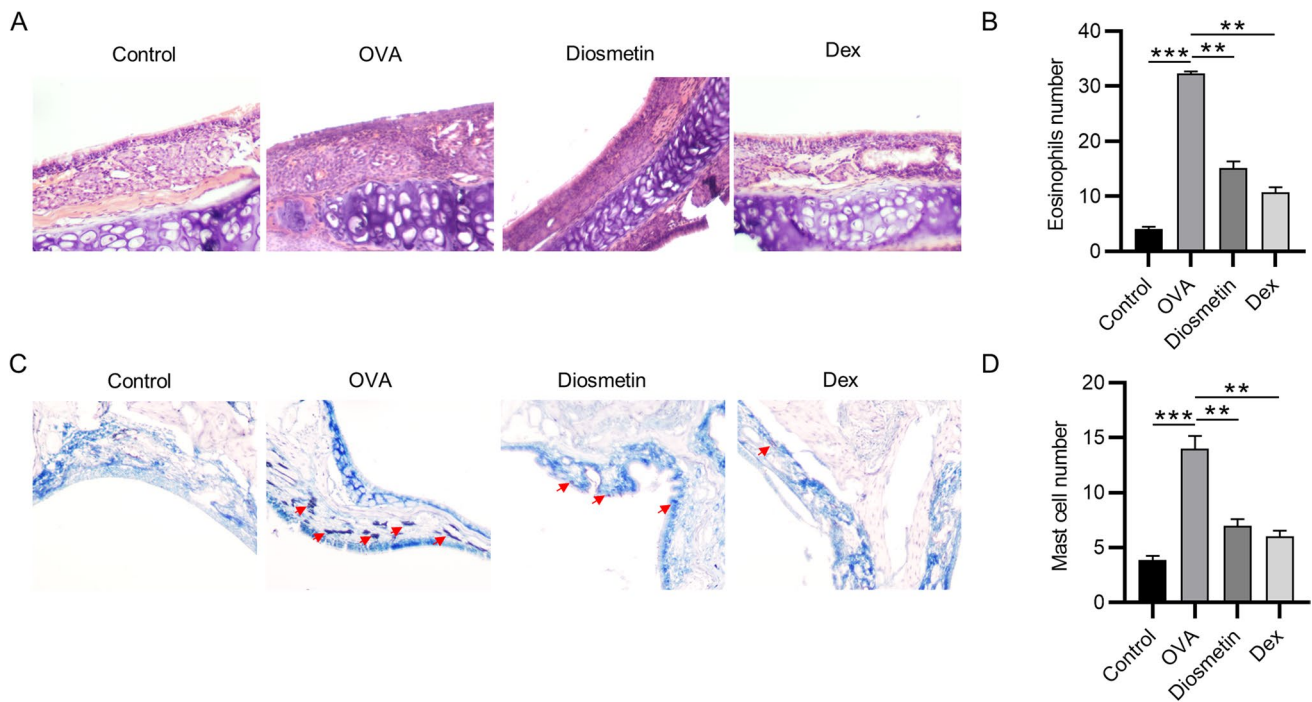 A
Control
OVA
Diosmetin
Dex
B
Eosinophils number
40
30
20
10
0
***
**
**
Control
OVA
Diosmetin
Dex
C
Control
OVA
Diosmetin
Dex
D
Mast cell number
20
15
10
5
0
***
**
**
Control
OVA
Diosmetin
Dex